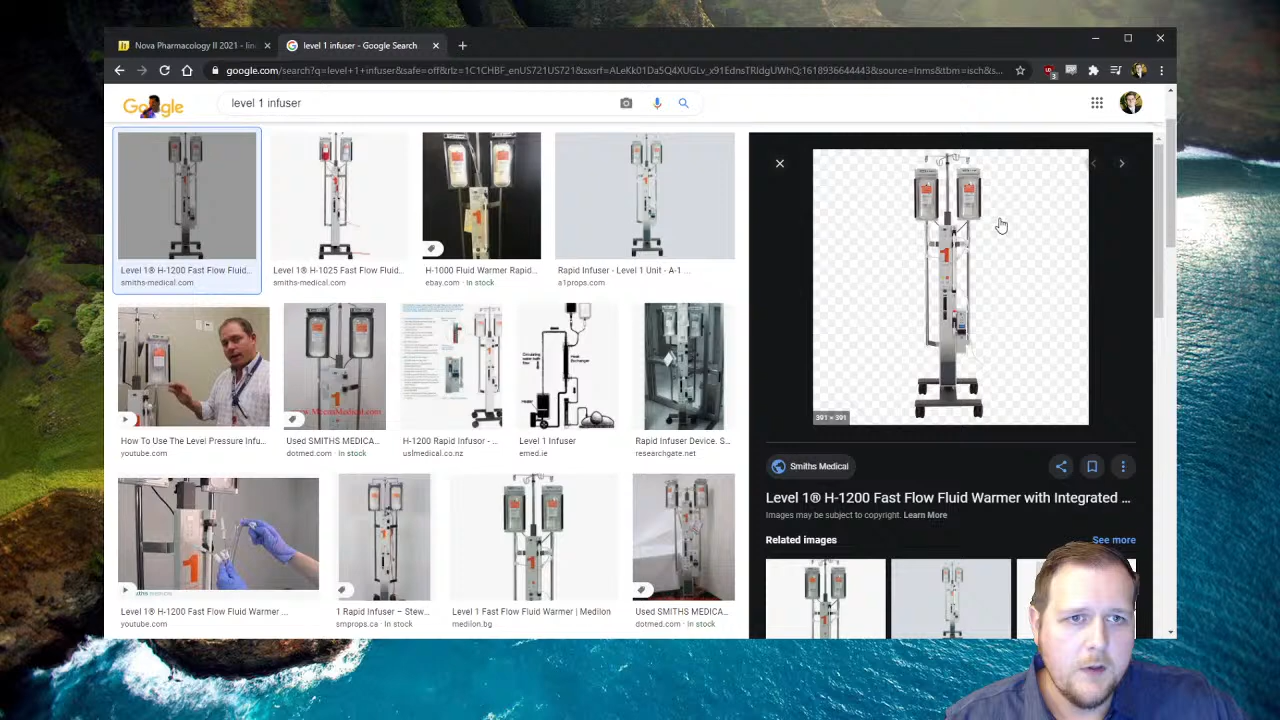 Nova Pharmacology II 2021 - lin
level 1 infuser - Google Search
google.com/search?q=level+1+infuser&safe=off&rlz=1C1CHBF_enUS721US721&sxsrf=ALeKk01Da5Q4XUGLv_x91EdnsTRIdgUWhQ:1618936644443&source=lnms&tbm=isch&s...
3
level 1 infuser
Level 1® H-1200 Fast Flow Fluid...
smiths-medical.com
Level 1® H-1025 Fast Flow Fluid...
smiths-medical.com
H-1000 Fluid Warmer Rapid...
ebay.com · In stock
Rapid Infuser - Level 1 Unit - A-1 ...
a1props.com
391 × 391
How To Use The Level Pressure Infu...
youtube.com
Used SMITHS MEDICA...
dotmed.com · In stock
H-1200 Rapid Infusor - ...
uslmedical.co.nz
Level 1 Infuser
emed.ie
Rapid Infuser Device. S...
researchgate.net
Smiths Medical
Level 1® H-1200 Fast Flow Fluid Warmer with Integrated ...
Images may be subject to copyright. Learn More
Related images
See more
Level 1® H-1200 Fast Flow Fluid Warmer ...
youtube.com
1 Rapid Infuser – Stew...
smprops.ca · In stock
Level 1 Fast Flow Fluid Warmer | Medilon
medilon.bg
Used SMITHS MEDICA...
dotmed.com · In stock